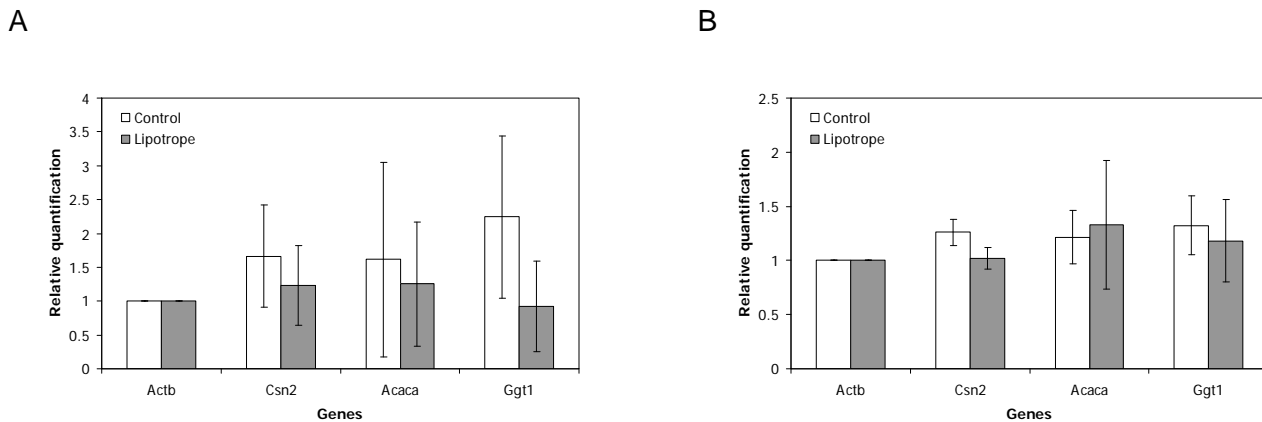 A
4
3.5
3
2.5
2
1.5
1
0.5
0
Relative quantification
Control
Lipotrope
Actb Csn2 Acaca Ggt1
Genes
B
2.5
2
1.5
1
0.5
0
Relative quantification
Control
Lipotrope
Actb Csn2 Acaca Ggt1
Genes